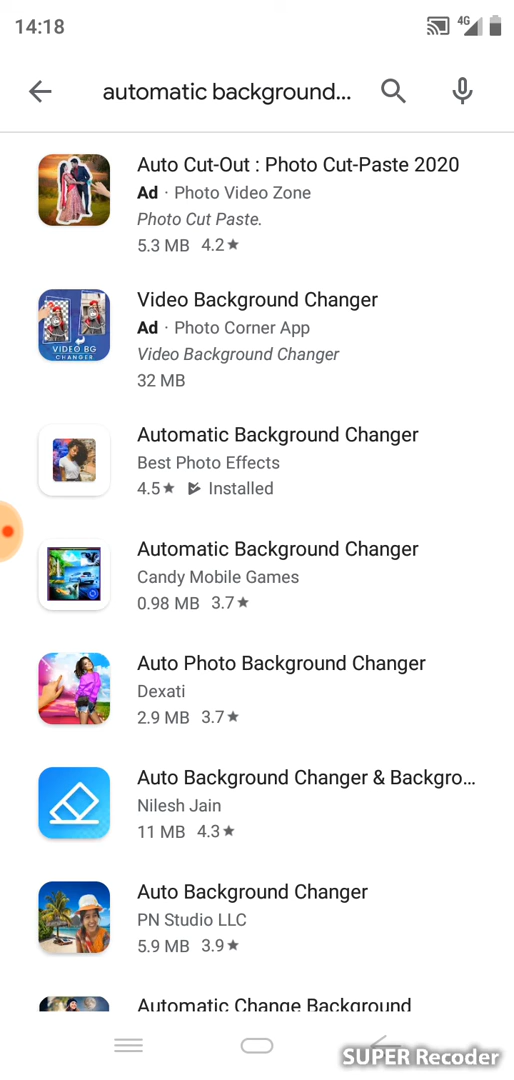 14:18
4G
automatic background...
Auto Cut-Out : Photo Cut-Paste 2020
Ad · Photo Video Zone
Photo Cut Paste.
5.3 MB 4.2★
Video Background Changer
Ad · Photo Corner App
Video Background Changer
32 MB
VIDEO BG
CHANGER
Automatic Background Changer
Best Photo Effects
4.5★ Installed
Automatic Background Changer
Candy Mobile Games
0.98 MB 3.7★
Auto Photo Background Changer
Dexati
2.9 MB 3.7★
Auto Background Changer & Backgro...
Nilesh Jain
11 MB 4.3★
Auto Background Changer
PN Studio LLC
5.9 MB 3.9★
Automatic Change Background
SUPER Recoder